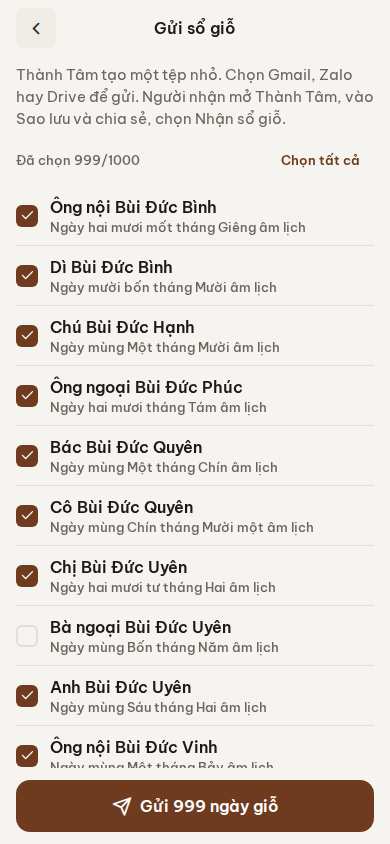 Gửi sổ giỗ
Thành Tâm tạo một tệp nhỏ. Chọn Gmail, Zalo
hay Drive để gửi. Người nhận mở Thành Tâm, vào
Sao lưu và chia sẻ, chọn Nhận sổ giỗ.
Đã chọn 999/1000
Chọn tất cả
Ông nội Bùi Đức Bình
Ngày hai mươi mốt tháng Giêng âm lịch
Dì Bùi Đức Bình
Ngày mười bốn tháng Mười âm lịch
Chú Bùi Đức Hạnh
Ngày mùng Một tháng Mười âm lịch
Ông ngoại Bùi Đức Phúc
Ngày hai mươi tháng Tám âm lịch
Bác Bùi Đức Quyên
Ngày mùng Một tháng Chín âm lịch
Cô Bùi Đức Quyên
Ngày mùng Chín tháng Mười một âm lịch
Chị Bùi Đức Uyên
Ngày hai mươi tư tháng Hai âm lịch
Bà ngoại Bùi Đức Uyên
Ngày mùng Bốn tháng Năm âm lịch
Anh Bùi Đức Uyên
Ngày mùng Sáu tháng Hai âm lịch
Ông nội Bùi Đức Vinh
Ngày mùng Một tháng Bảy âm lịch
Gửi 999 ngày giỗ